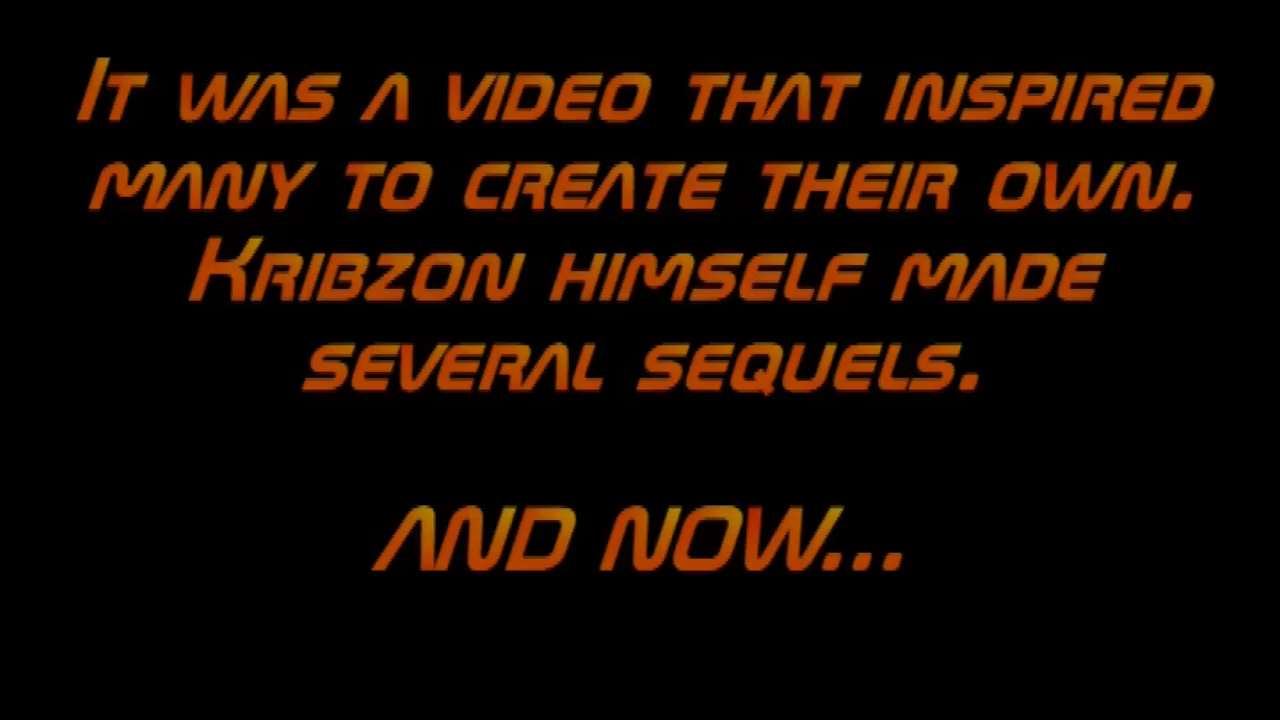 It was a video that inspired
many to create their own.
Kribzon himself made
several sequels.
AND NOW...